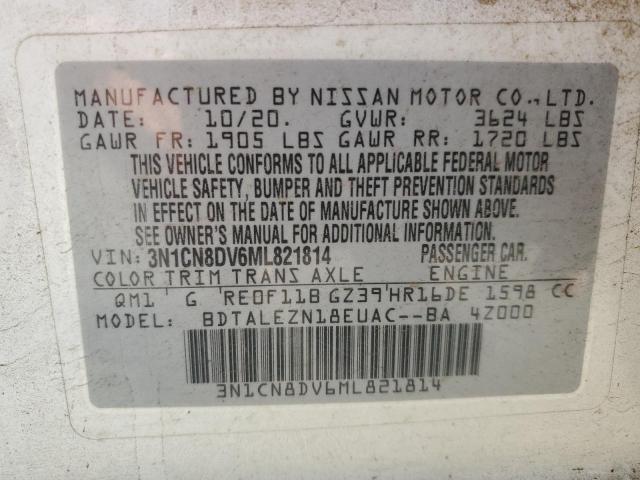 MANUFACTURED BY NISSAN MOTOR CO., LTD.
DATE: 10/20. GVWR: 3624 LBS
GAWR FR: 1905 LBS GAWR RR: 1720 LBS
THIS VEHICLE CONFORMS TO ALL APPLICABLE FEDERAL MOTOR
VEHICLE SAFETY, BUMPER AND THEFT PREVENTION STANDARDS
IN EFFECT ON THE DATE OF MANUFACTURE SHOWN ABOVE.
SEE OWNER'S MANUAL FOR ADDITIONAL INFORMATION.
VIN: 3N1CN8DV6ML821814 PASSENGER CAR.
COLOR TRIM TRANS AXLE ENGINE
QM1 G RE0F11B GZ39 HR16DE 1598 CC
MODEL: BDTALEZN18EUAC--BA 4Z000
3N1CN8DV6ML821814